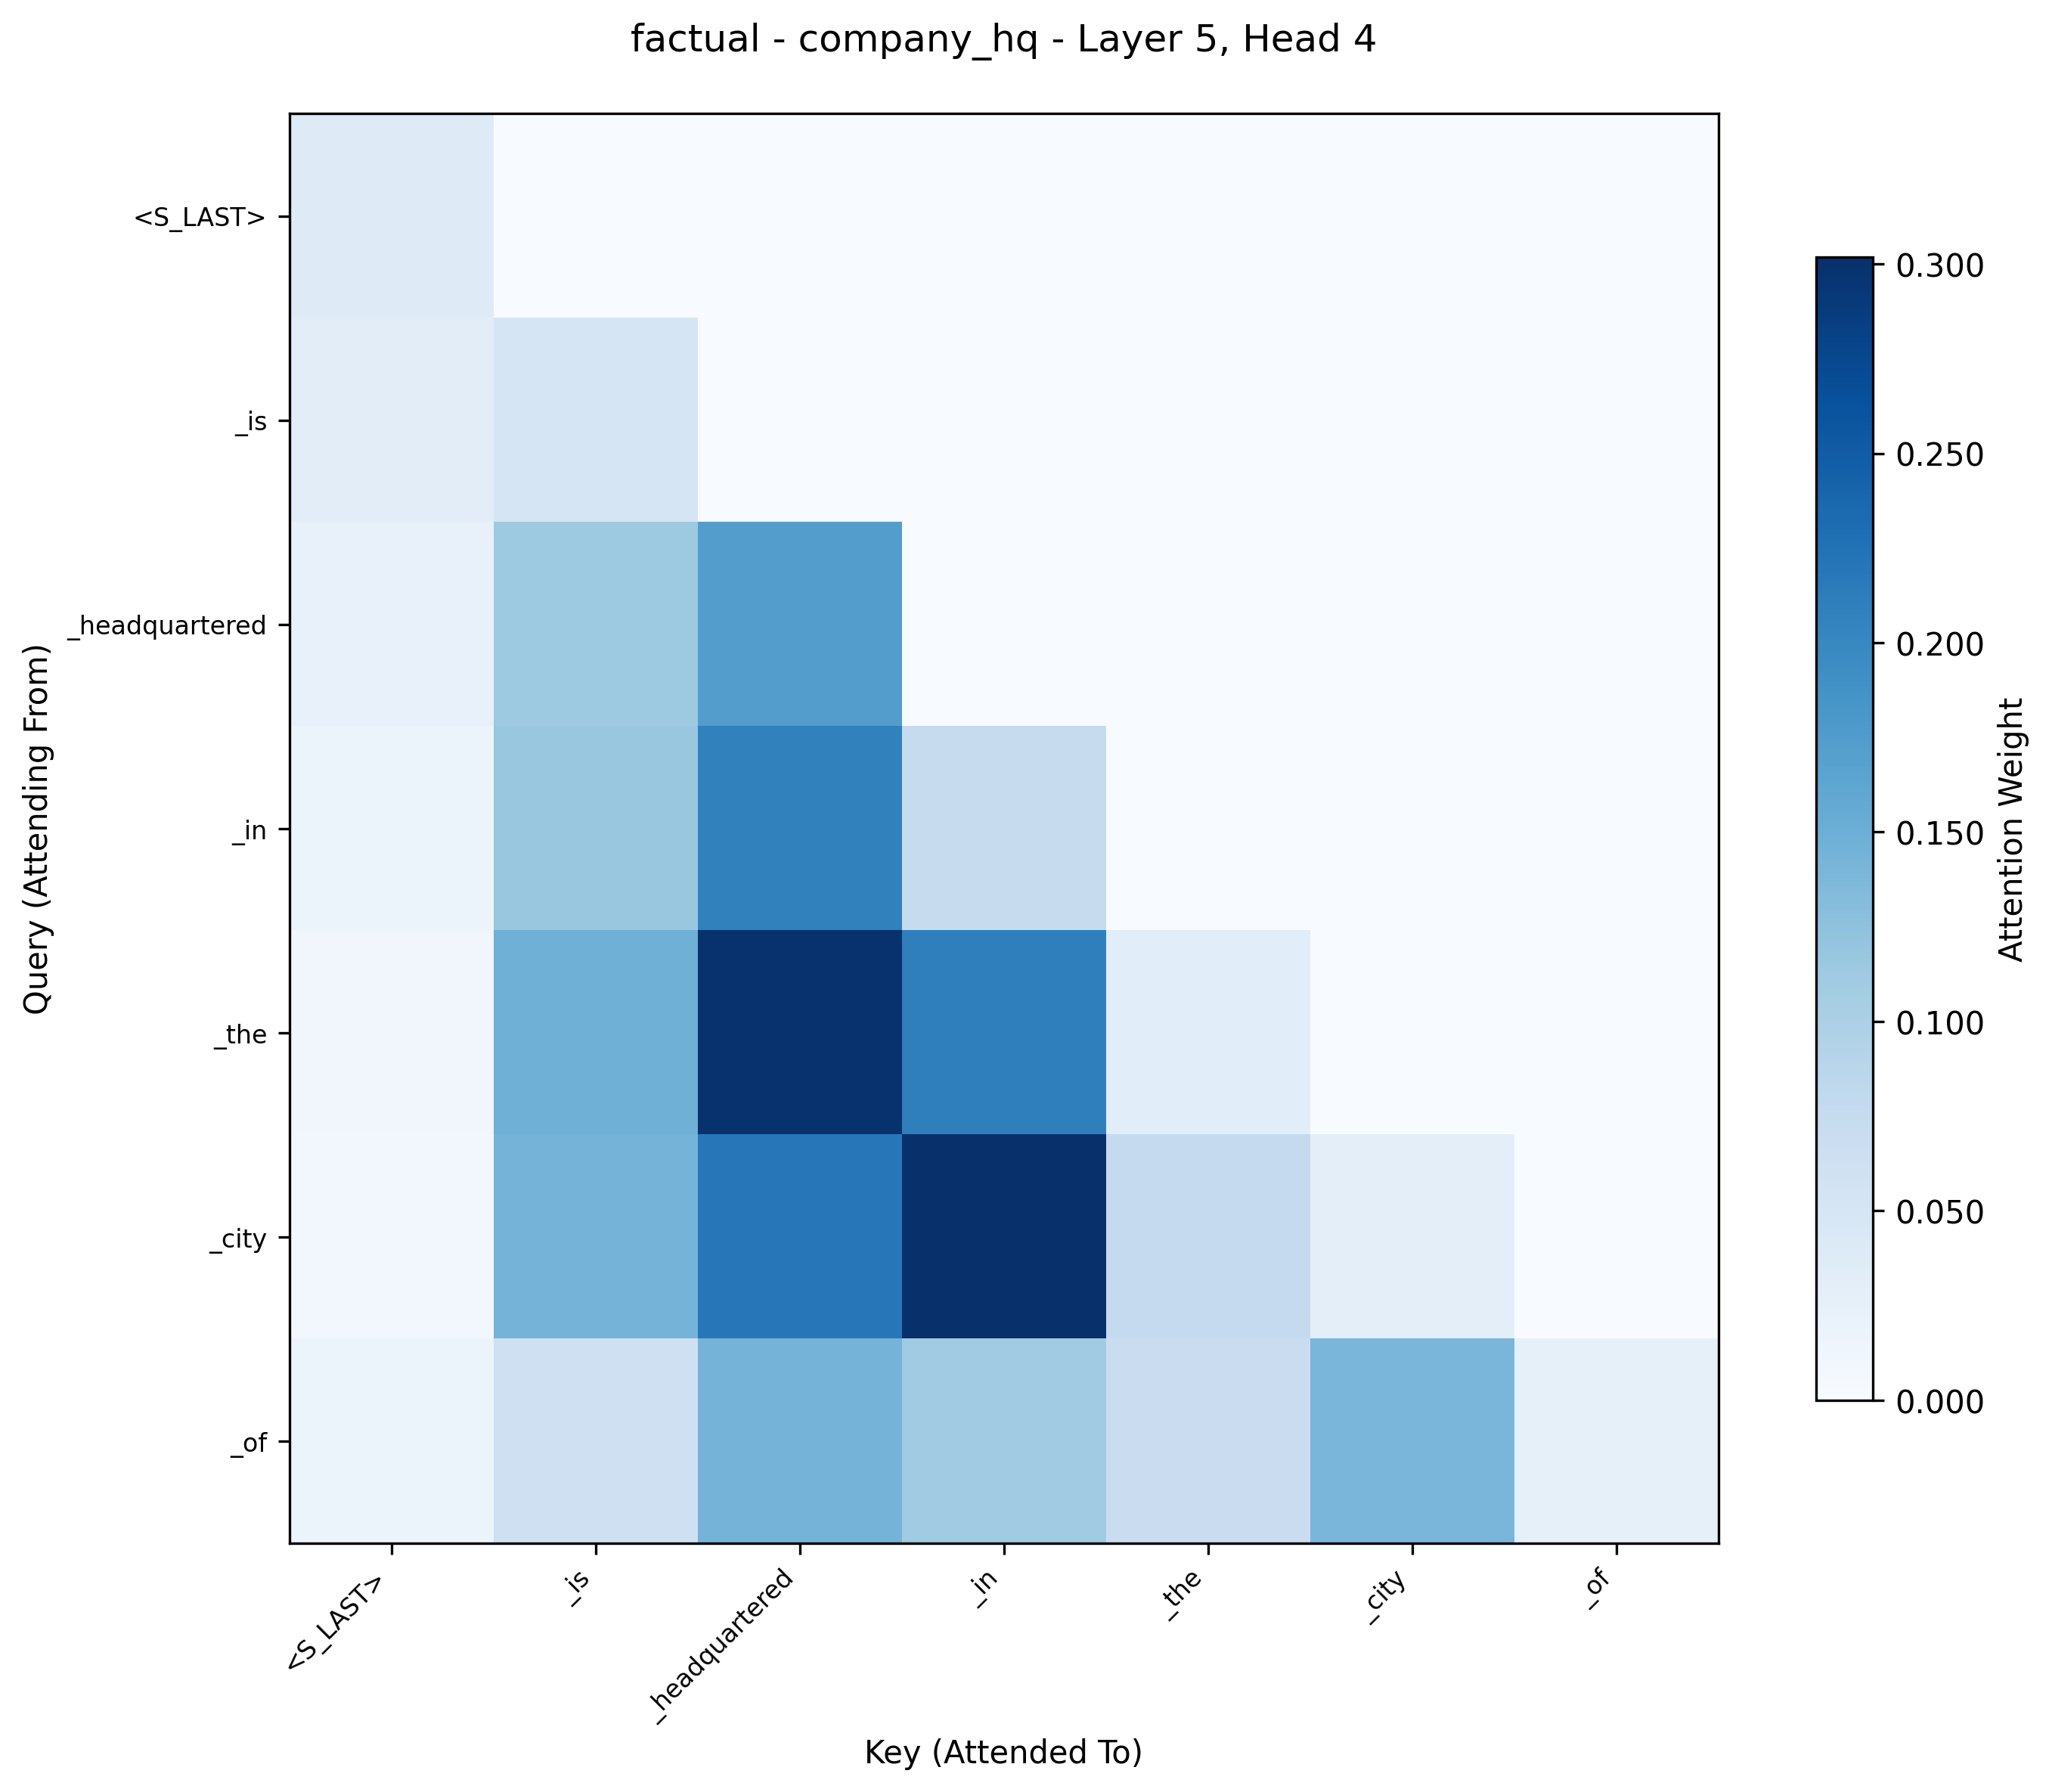 factual - company_hq - Layer 5, Head 4
Query (Attending From)
<S_LAST>
_is
_headquartered
_in
_the
_city
_of
<S_LAST>
_is
_headquartered
_in
_the
_city
_of
Key (Attended To)
0.300
0.250
0.200
0.150
0.100
0.050
0.000
Attention Weight